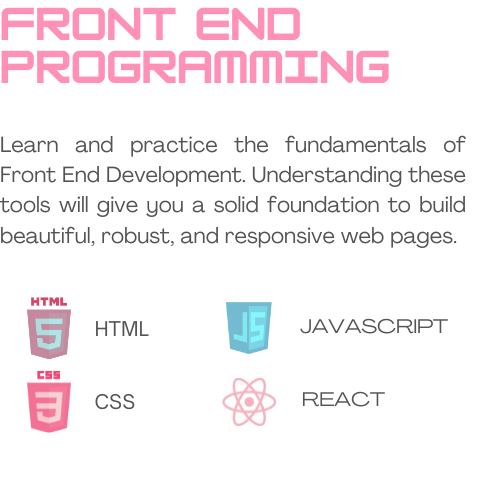 FRONT END
PROGRAMMING
Learn and practice the fundamentals of
Front End Development. Understanding these
tools will give you a solid foundation to build
beautiful, robust, and responsive web pages.
HTML
5
HTML
JS
JAVASCRIPT
CSS
3
CSS
REACT